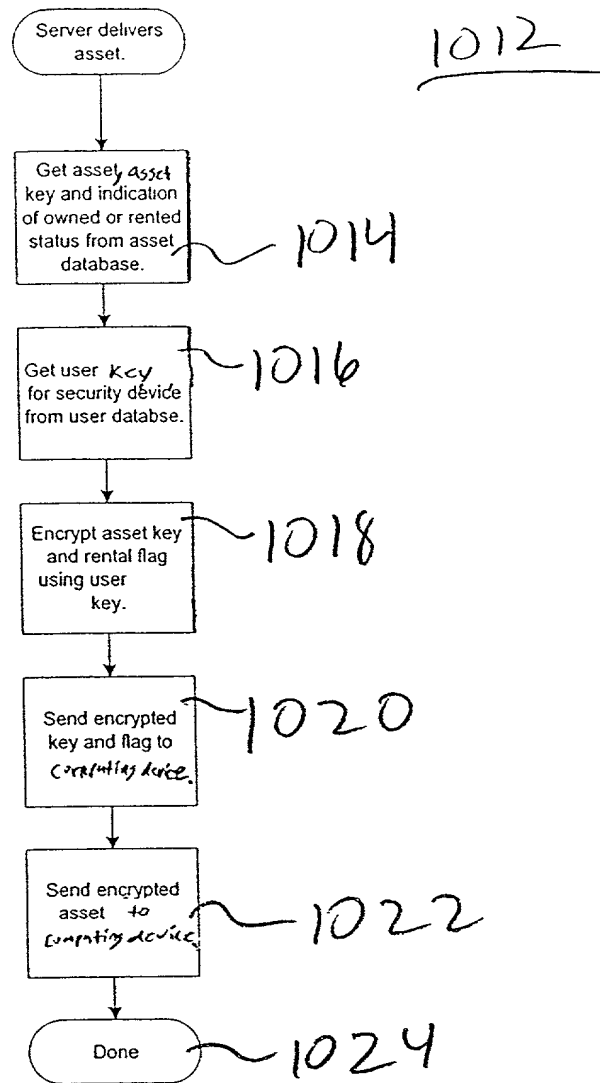 Server delivers
asset.
1012
Get asset, asset
key and indication
of owned or rented
status from asset
database.
1014
Get user key
for security device
from user databse.
1016
Encrypt asset key
and rental flag
using user
key.
1018
Send encrypted
key and flag to
computing device.
1020
Send encrypted
asset to
computing device.
1022
Done
1024